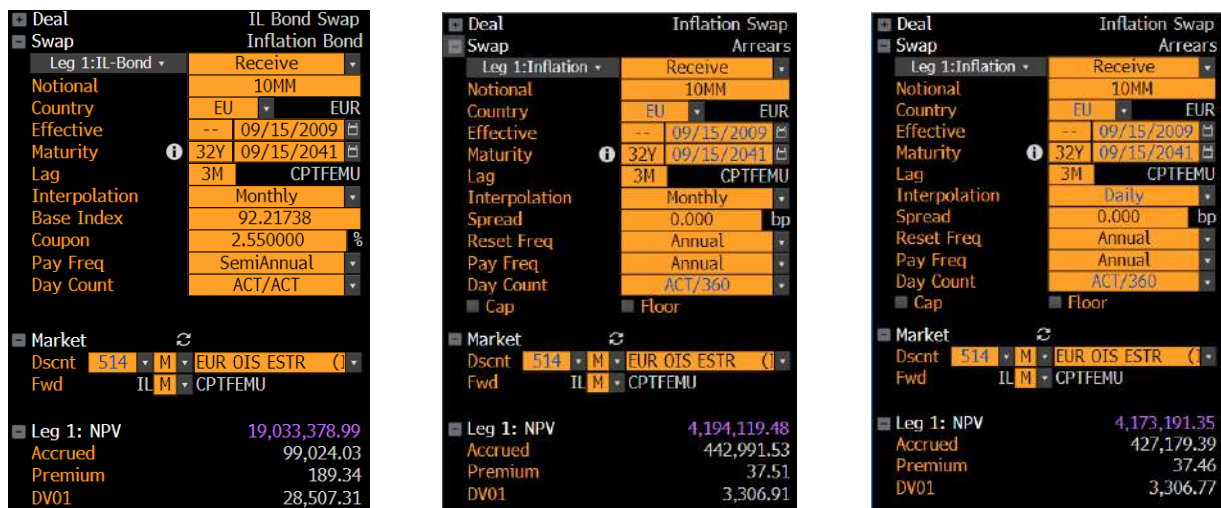 Deal IL Bond Swap
Swap Inflation Bond
Leg 1:IL-Bond Receive
Notional 10MM
Country EU EUR
Effective -- 09/15/2009
Maturity 32Y 09/15/2041
Lag 3M CPTFEMU
Interpolation Monthly
Base Index 92.21738
Coupon 2.550000 %
Pay Freq SemiAnnual
Day Count ACT/ACT
Market
Dscnt 514 M EUR OIS ESTR
Fwd IL M CPTFEMU
Leg 1: NPV 19,033,378.99
Accrued 99,024.03
Premium 189.34
DV01 28,507.31
Deal Inflation Swap
Swap Arrears
Leg 1:Inflation Receive
Notional 10MM
Country EU EUR
Effective -- 09/15/2009
Maturity 32Y 09/15/2041
Lag 3M CPTFEMU
Interpolation Monthly
Spread 0.000 bp
Reset Freq Annual
Pay Freq Annual
Day Count ACT/360
Cap Floor
Market
Dscnt 514 M EUR OIS ESTR
Fwd IL M CPTFEMU
Leg 1: NPV 4,194,119.48
Accrued 442,991.53
Premium 37.51
DV01 3,306.91
Deal Inflation Swap
Swap Arrears
Leg 1:Inflation Receive
Notional 10MM
Country EU EUR
Effective -- 09/15/2009
Maturity 32Y 09/15/2041
Lag 3M CPTFEMU
Interpolation Daily
Spread 0.000 bp
Reset Freq Annual
Pay Freq Annual
Day Count ACT/360
Cap Floor
Market
Dscnt 514 M EUR OIS ESTR
Fwd IL M CPTFEMU
Leg 1: NPV 4,173,191.35
Accrued 427,179.39
Premium 37.46
DV01 3,306.77